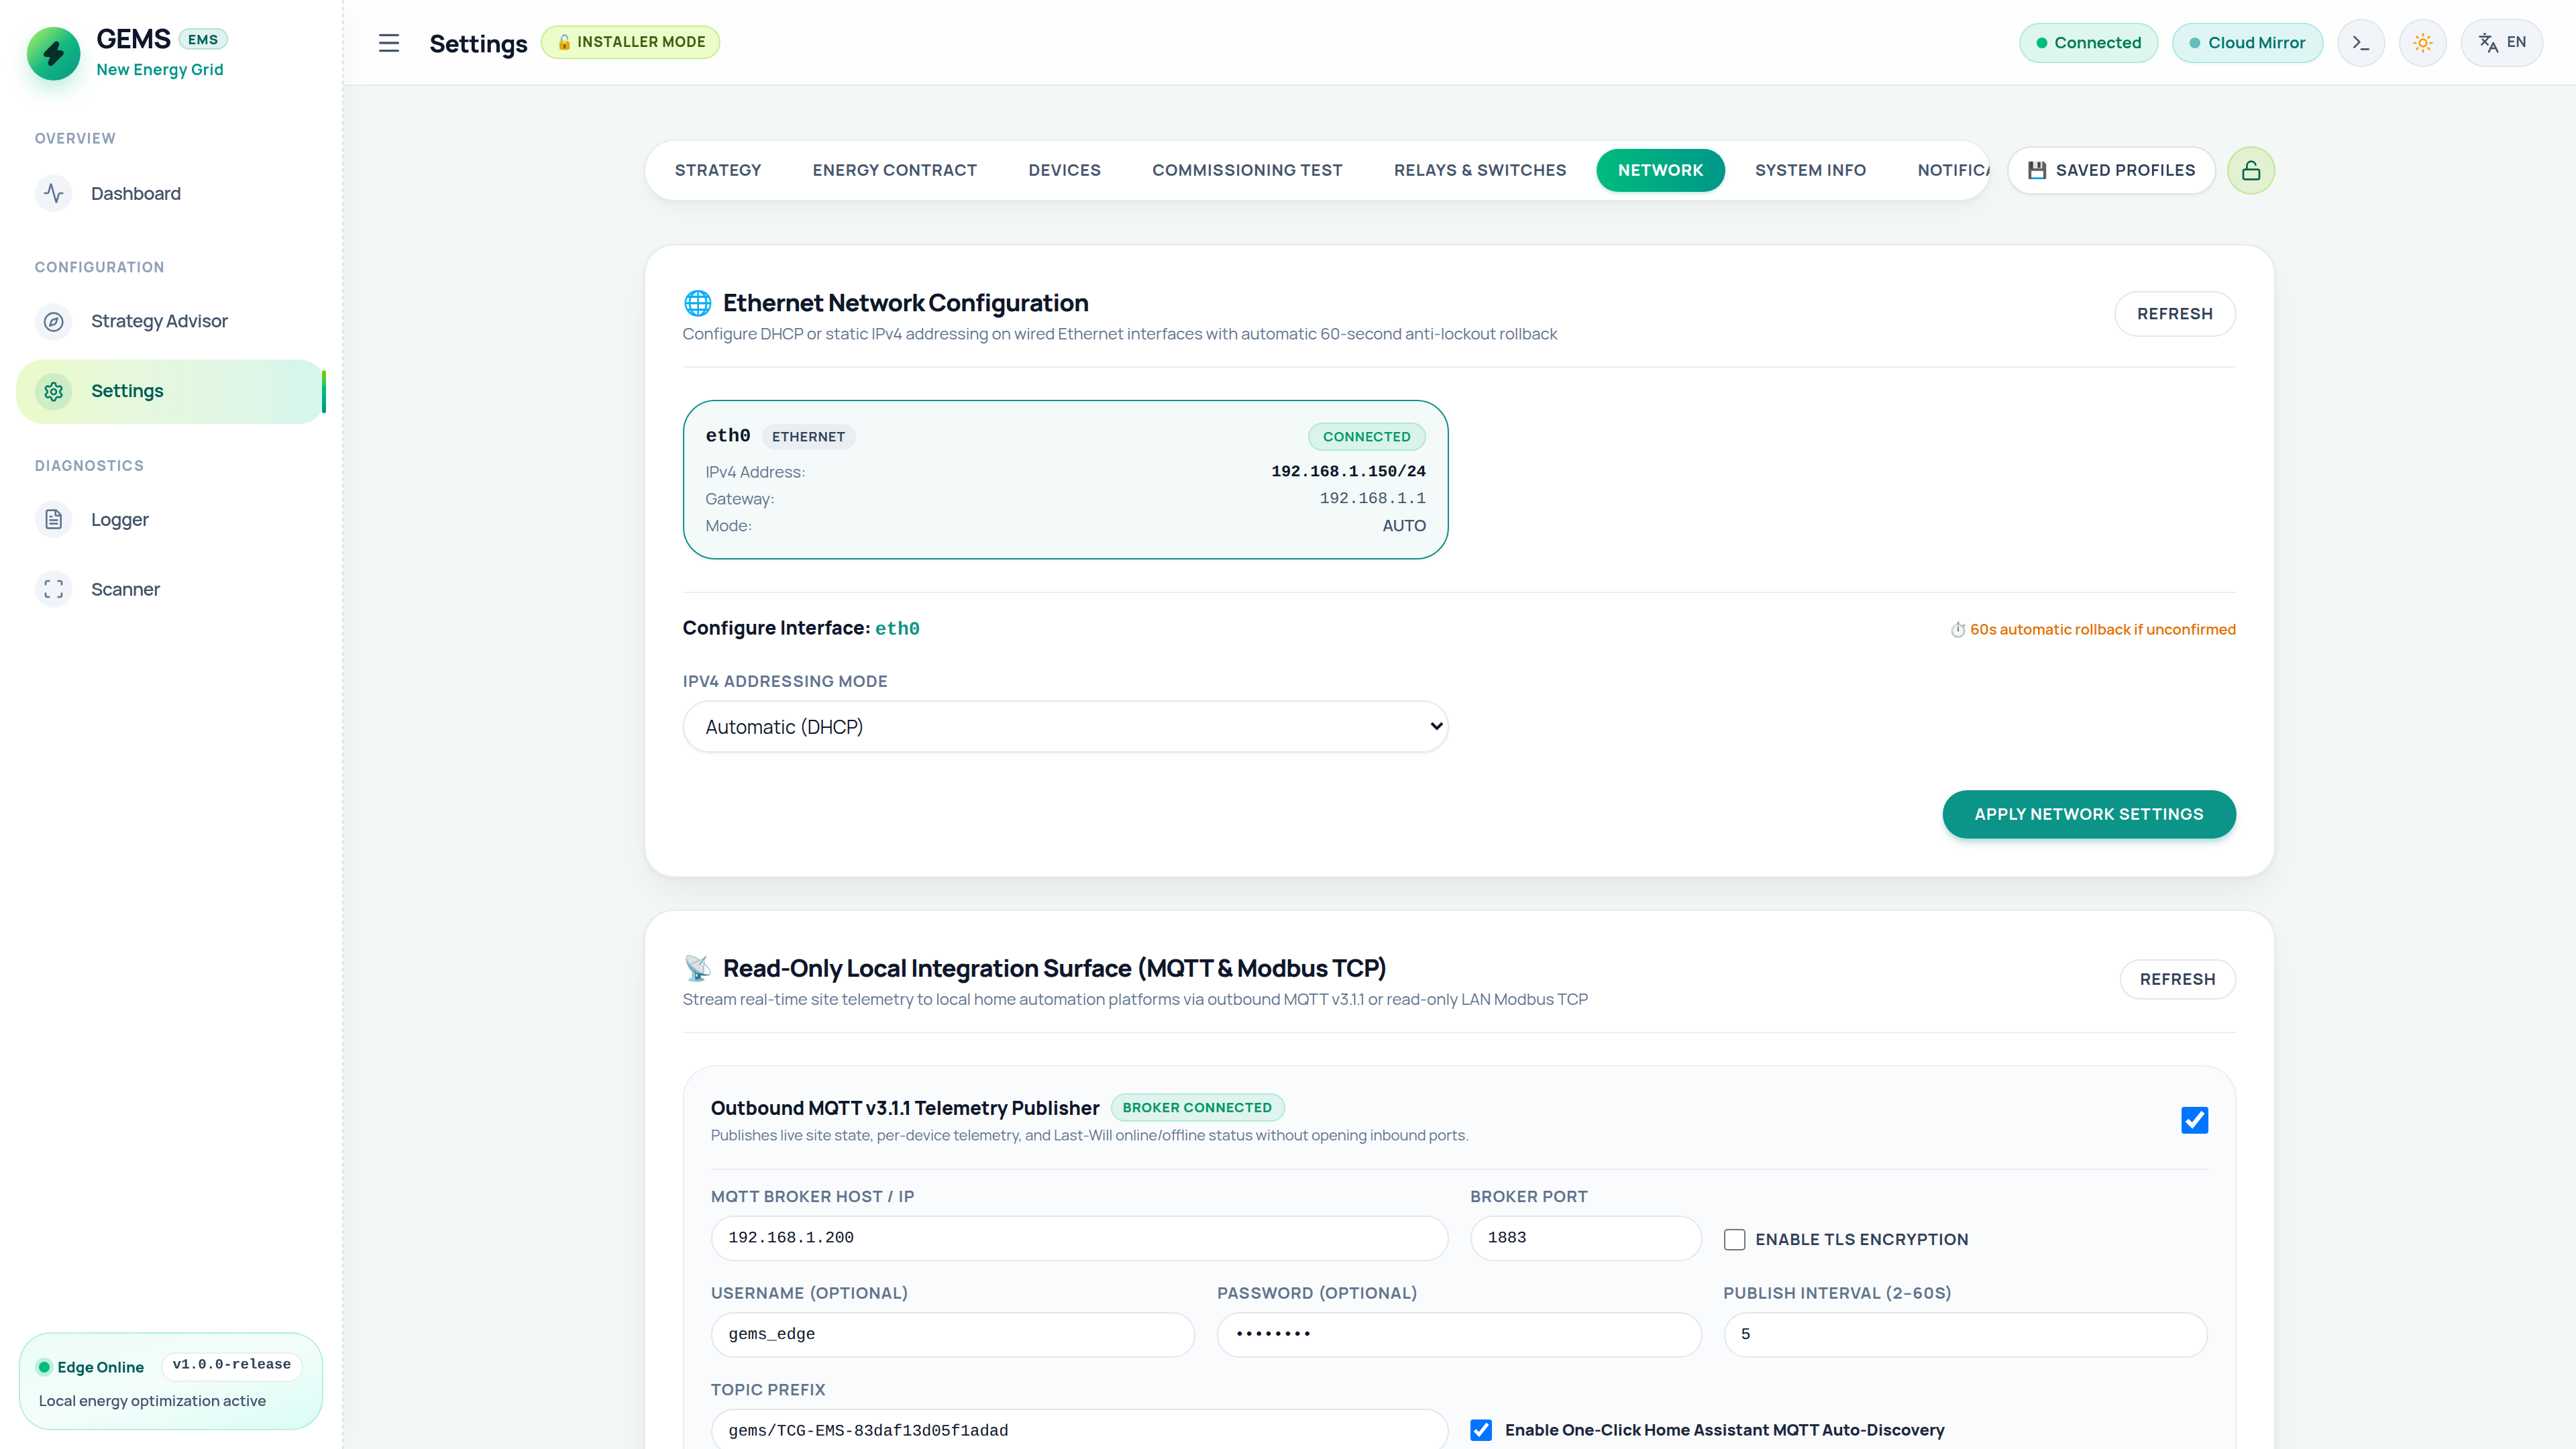 GEMS EMS
New Energy Grid
OVERVIEW
Dashboard
CONFIGURATION
Strategy Advisor
Settings
DIAGNOSTICS
Logger
Scanner
Edge Online v1.0.0-release
Local energy optimization active
Settings 🔓 INSTALLER MODE
Connected
Cloud Mirror
EN
STRATEGY ENERGY CONTRACT DEVICES COMMISSIONING TEST RELAYS & SWITCHES NETWORK SYSTEM INFO NOTIFICA
💾 SAVED PROFILES
🌐 Ethernet Network Configuration
Configure DHCP or static IPv4 addressing on wired Ethernet interfaces with automatic 60-second anti-lockout rollback
REFRESH
eth0 ETHERNET CONNECTED
IPv4 Address: 192.168.1.150/24
Gateway: 192.168.1.1
Mode: AUTO
Configure Interface: eth0
⏱️ 60s automatic rollback if unconfirmed
IPV4 ADDRESSING MODE
Automatic (DHCP)
APPLY NETWORK SETTINGS
📡 Read-Only Local Integration Surface (MQTT & Modbus TCP)
Stream real-time site telemetry to local home automation platforms via outbound MQTT v3.1.1 or read-only LAN Modbus TCP
REFRESH
Outbound MQTT v3.1.1 Telemetry Publisher BROKER CONNECTED
Publishes live site state, per-device telemetry, and Last-Will online/offline status without opening inbound ports.
MQTT BROKER HOST / IP BROKER PORT
192.168.1.200 1883 ENABLE TLS ENCRYPTION
USERNAME (OPTIONAL) PASSWORD (OPTIONAL) PUBLISH INTERVAL (2–60S)
gems_edge •••••••• 5
TOPIC PREFIX
gems/TCG-EMS-83daf13d05f1adad Enable One-Click Home Assistant MQTT Auto-Discovery